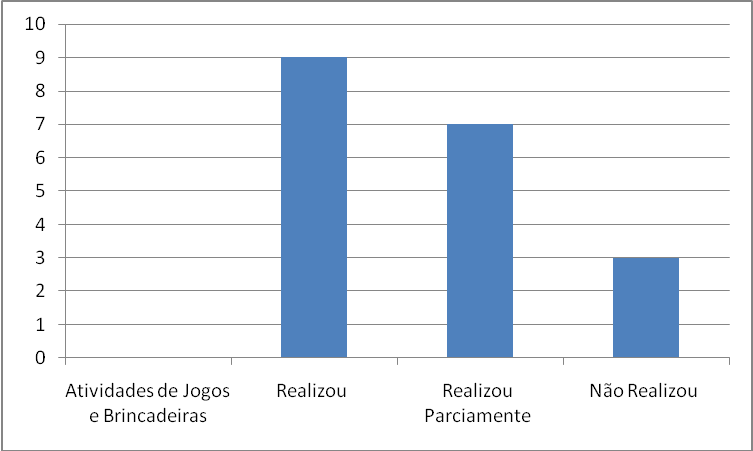 10
9
8
7
6
5
4
3
2
1
0
Atividades de Jogos
e Brincadeiras
Realizou
Realizou
Parciamente
Não Realizou